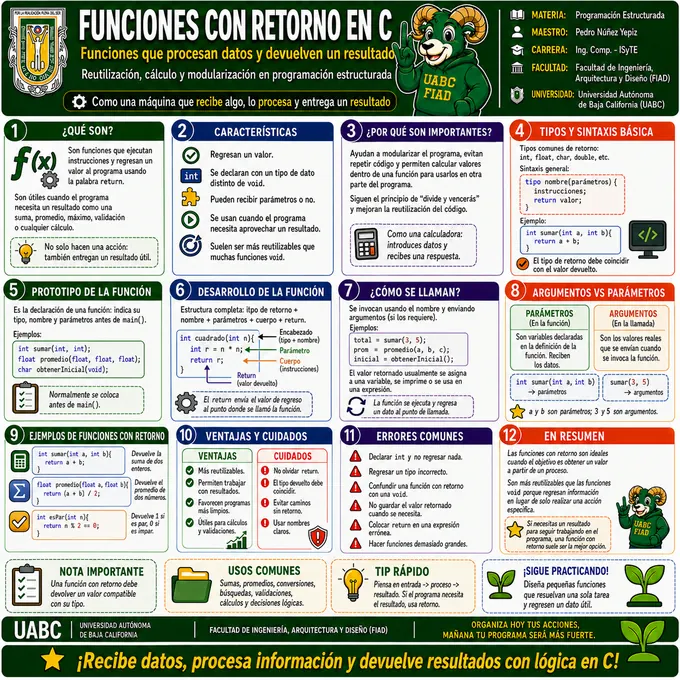 POR LA REALIZACIÓN PLENA DEL SER
FUNCIONES CON RETORNO EN C
Funciones que procesan datos y devuelven un resultado
Reutilización, cálculo y modularización en programación estructurada
Como una máquina que recibe algo, lo procesa y entrega un resultado
UABC
FIAD
MATERIA: Programación Estructurada
MAESTRO: Pedro Núñez Yepiz
CARRERA: Ing. Comp. - ISyTE
FACULTAD: Facultad de Ingeniería,
Arquitectura y Diseño (FIAD)
UNIVERSIDAD: Universidad Autónoma
de Baja California (UABC)
1 ¿QUÉ SON?
f(x)
Son funciones que ejecutan
instrucciones y regresan un
valor al programa usando
la palabra return.
Son útiles cuando el programa
necesita un resultado como una
suma, promedio, máximo, validación
o cualquier cálculo.
No solo hacen una acción:
también entregan un resultado útil.
2 CARACTERÍSTICAS
Regresan un valor.
int
Se declaran con un tipo de dato
distinto de void.
Pueden recibir parámetros o no.
Se usan cuando el programa
necesita aprovechar un resultado.
Suelen ser más reutilizables que
muchas funciones void.
3 ¿POR QUÉ SON IMPORTANTES?
Ayudan a modularizar el programa, evitan
repetir código y permiten calcular valores
dentro de una función para usarlos en otra
parte del programa.
Siguen el principio de "divide y vencerás"
y mejoran la reutilización del código.
Como una calculadora:
introduces datos y
recibes una respuesta.
4 TIPOS Y SINTAXIS BÁSICA
Tipos comunes de retorno:
int, float, char, double, etc.
Sintaxis general:
tipo nombre(parámetros) {
instrucciones;
return valor;
}
Ejemplo:
int sumar(int a, int b){
return a + b;
}
</>
El tipo de retorno debe coincidir
con el valor devuelto.
5 PROTOTIPO DE LA FUNCIÓN
Es la declaración de una función: indica su
tipo, nombre y parámetros antes de main().
Ejemplos:
int sumar(int, int);
float promedio(float, float, float);
char obtenerInicial(void);
Normalmente se coloca
antes de main().
6 DESARROLLO DE LA FUNCIÓN
Estructura completa: itpo de retorno +
nombre + parámetros + cuerpo + return.
int cuadrado(int n){
int r = n * n;
return r;
}
Encabezado
(tipo + nombre)
Parámetro
Cuerpo
(instrucciones)
Return
(valor devuelto)
El return envía el valor de regreso
al punto donde se llamó la función.
7 ¿CÓMO SE LLAMAN?
Se invocan usando el nombre y enviando
argumentos (si los requiere).
Ejemplos:
total = sumar(3, 5);
prom = promedio(a, b, c);
inicial = obtenerInicial();
El valor retornado usualmente se asigna
a una variable, se imprime o se usa en
una expresión.
La función se ejecuta y regresa
un dato al punto de llamada.
8 ARGUMENTOS VS PARÁMETROS
PARÁMETROS
(En la función)
Son variables declaradas
en la definición de la
función. Reciben
los datos.
ARGUMENTOS
(En la llamada)
Son los valores reales
que se envían cuando
se invoca la función.
int sumar(int a, int b)
→ parámetros
sumar(3, 5)
→ argumentos
a y b son parámetros; 3 y 5 son argumentos.
9 EJEMPLOS DE FUNCIONES CON RETORNO
int sumar(int a, int b){
return a + b;
}
Devuelve la
suma de dos
enteros.
float promedio(float a, float b){
return (a + b) / 2;
}
Devuelve el
promedio de
dos números.
int esPar(int n){
return n % 2 == 0;
}
Devuelve 1 si
es par, 0 si
es impar.
10 VENTAJAS Y CUIDADOS
VENTAJAS
Más reutilizables.
Permiten trabajar
con resultados.
Favorecen programas
más limpios.
Útiles para cálculos
y validaciones.
CUIDADOS
No olvidar return.
El tipo devuelto debe
coincidir.
Evitar caminos
sin retorno.
Usar nombres
claros.
11 ERRORES COMUNES
Declarar int y no regresar nada.
Regresar un tipo incorrecto.
Confundir una función con retorno
con una void.
No guardar el valor retornado
cuando se necesita.
Colocar return en una expresión
errónea.
Hacer funciones demasiado grandes.
12 EN RESUMEN
Las funciones con retorno son ideales
cuando el objetivo es obtener un valor
a partir de un proceso.
Son más reutilizables que las funciones
void porque regresan información
en lugar de solo realizar una acción
específica.
Si necesitas un resultado
para seguir trabajando en el
programa, una función con
retorno suele ser la mejor opción.
UABC
FIAD
NOTA IMPORTANTE
Una función con retorno debe
devolver un valor compatible
con su tipo.
USOS COMUNES
Sumas, promedios, conversiones,
búsquedas, validaciones,
cálculos y decisiones lógicas.
TIP RÁPIDO
Piensa en entrada → proceso →
resultado. Si el programa necesita
el resultado, usa retorno.
¡SIGUE PRACTICANDO!
Diseña pequeñas funciones
que resuelvan una sola tarea
y regresen un dato útil.
UABC
UNIVERSIDAD AUTÓNOMA
DE BAJA CALIFORNIA
FACULTAD DE INGENIERÍA, ARQUITECTURA Y DISEÑO (FIAD)
ORGANIZA HOY TUS ACCIONES,
MAÑANA TU PROGRAMA SERÁ MÁS FUERTE.
¡Recibe datos, procesa información y devuelve resultados con lógica en C!